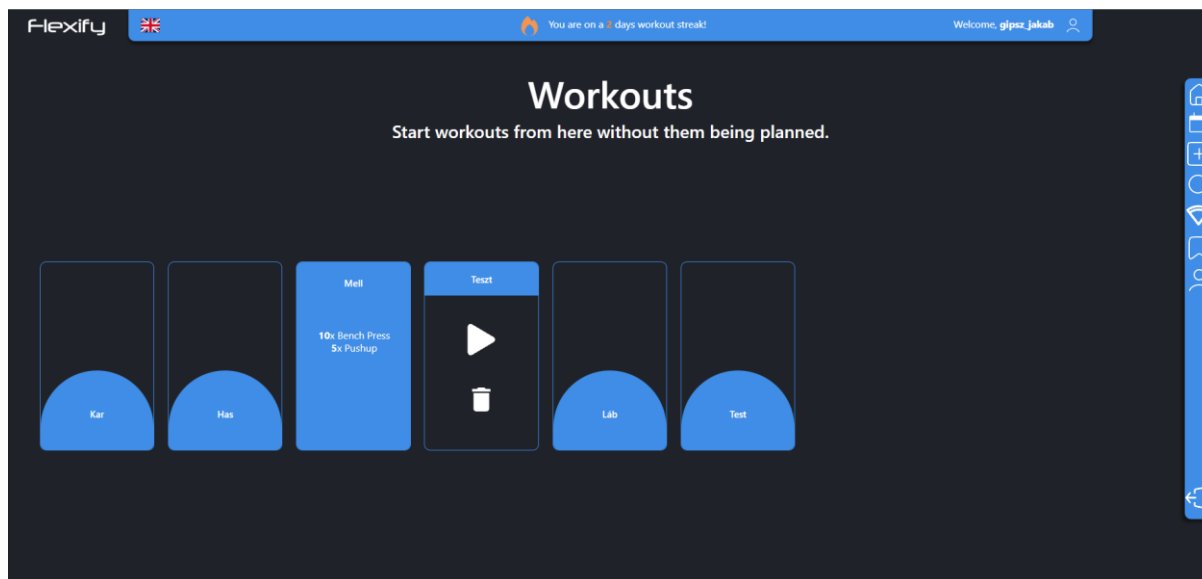 Flexify
You are on a 2 days workout streak!
Welcome, gipsz_jakab
Workouts
Start workouts from here without them being planned.
Kar
Has
Mell
10x Bench Press
5x Pushup
Teszt
Láb
Test